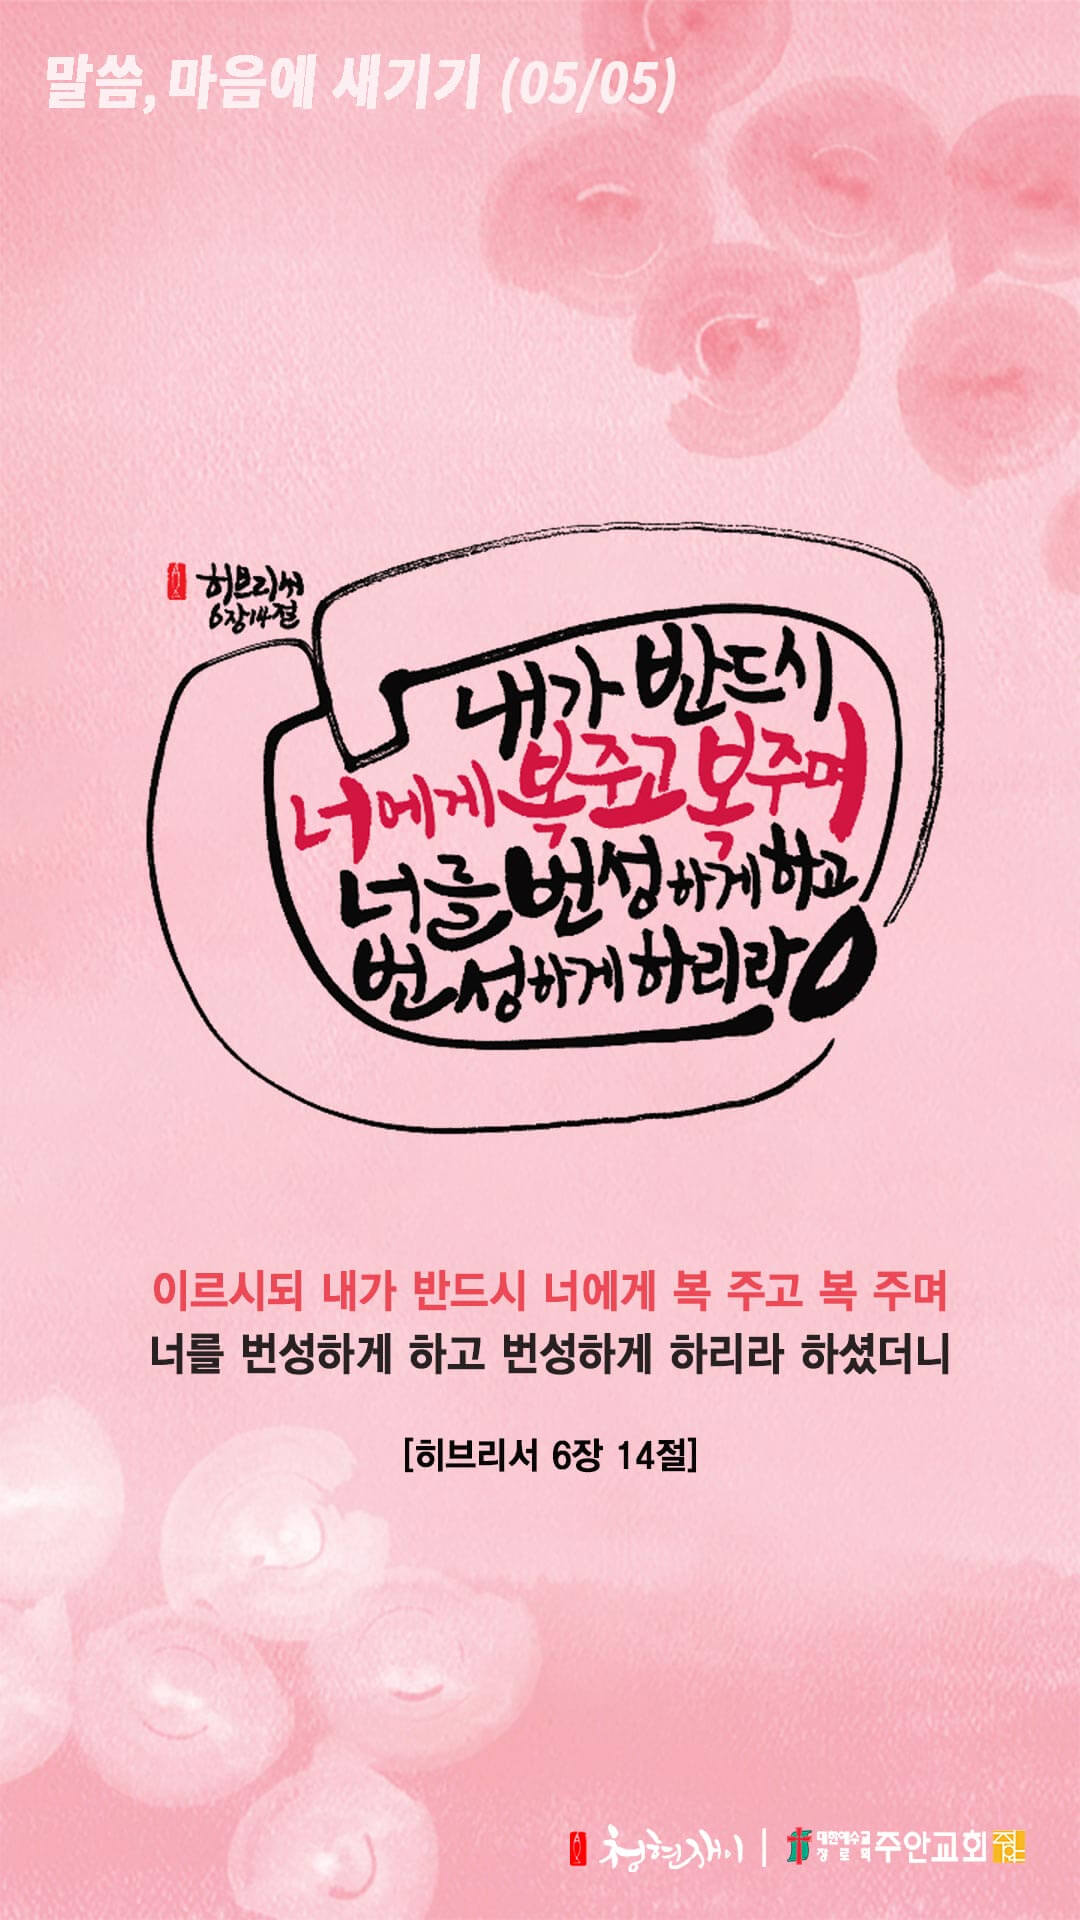 말씀, 마음에 새기기 (05/05)
히브리서
6장14절
내가 반드시
너에게 복주고 복주며
너를 번성하게 하고
번성하게 하리라
이르시되 내가 반드시 너에게 복 주고 복 주며
너를 번성하게 하고 번성하게 하리라 하셨더니
[히브리서 6장 14절]
청현재이 | 대한예수교장로회 주안교회